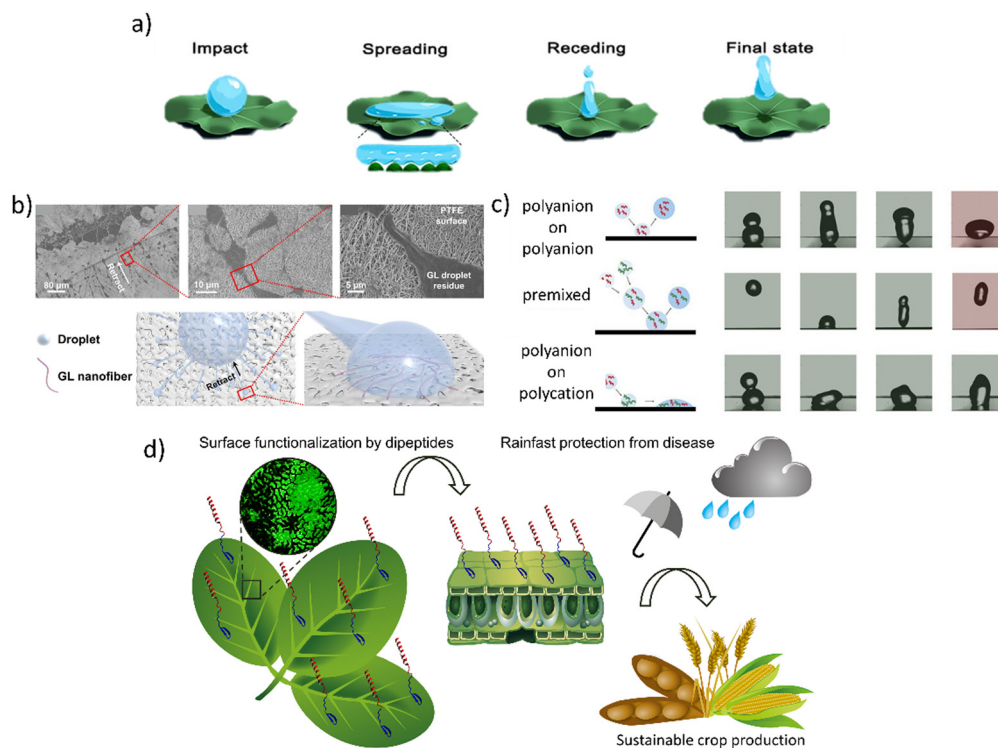 a)
Impact
Spreading
Receding
Final state
b)
Retract
80 μm
10 μm
PTFE
surface
GL droplet
residue
5 μm
Droplet
GL nanofiber
Retract
c)
polyanion
on
polyanion
premixed
polyanion
on
polycation
d)
Surface functionalization by dipeptides
Rainfast protection from disease
Sustainable crop production